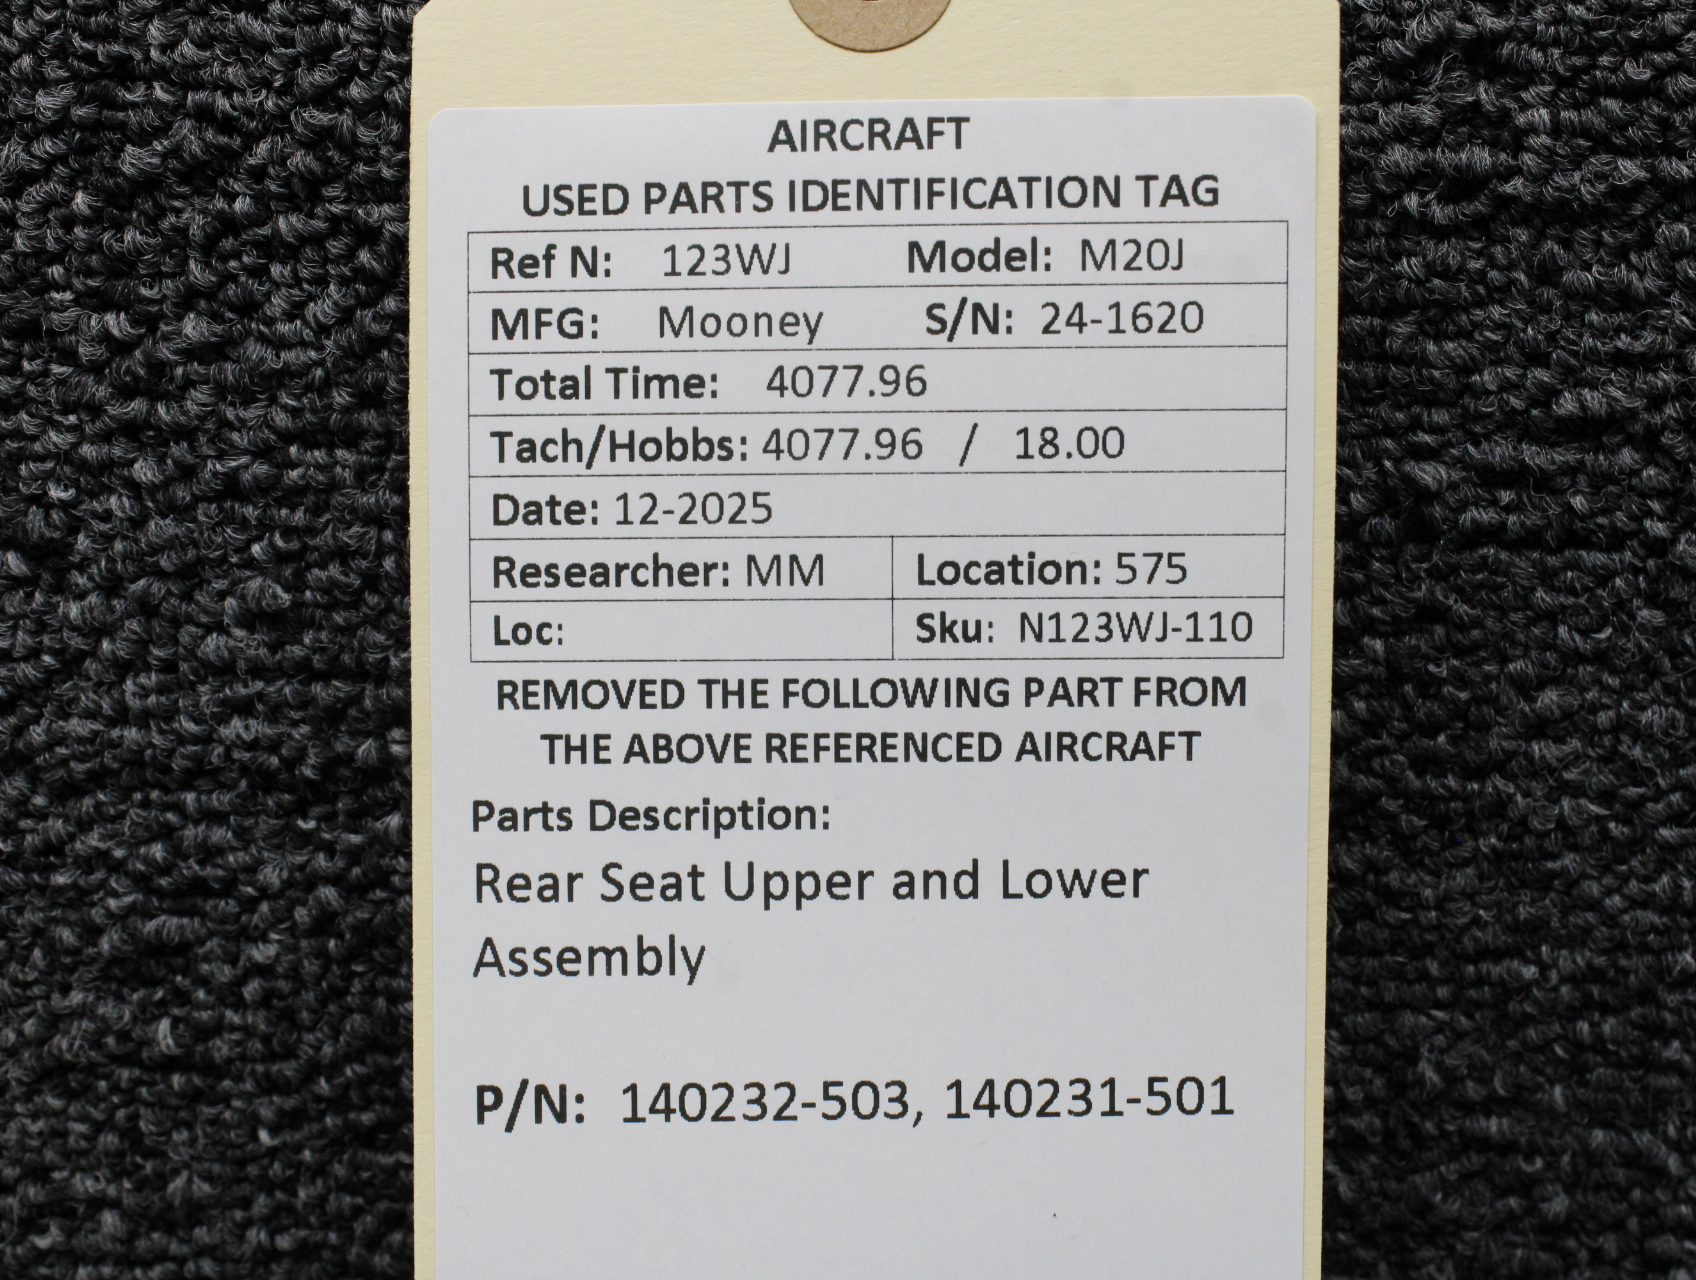 AIRCRAFT
USED PARTS IDENTIFICATION TAG
Ref N: 123WJ Model: M20J
MFG: Mooney S/N: 24-1620
Total Time: 4077.96
Tach/Hobbs: 4077.96 / 18.00
Date: 12-2025
Researcher: MM Location: 575
Loc: Sku: N123WJ-110
REMOVED THE FOLLOWING PART FROM
THE ABOVE REFERENCED AIRCRAFT
Parts Description:
Rear Seat Upper and Lower
Assembly
P/N: 140232-503, 140231-501